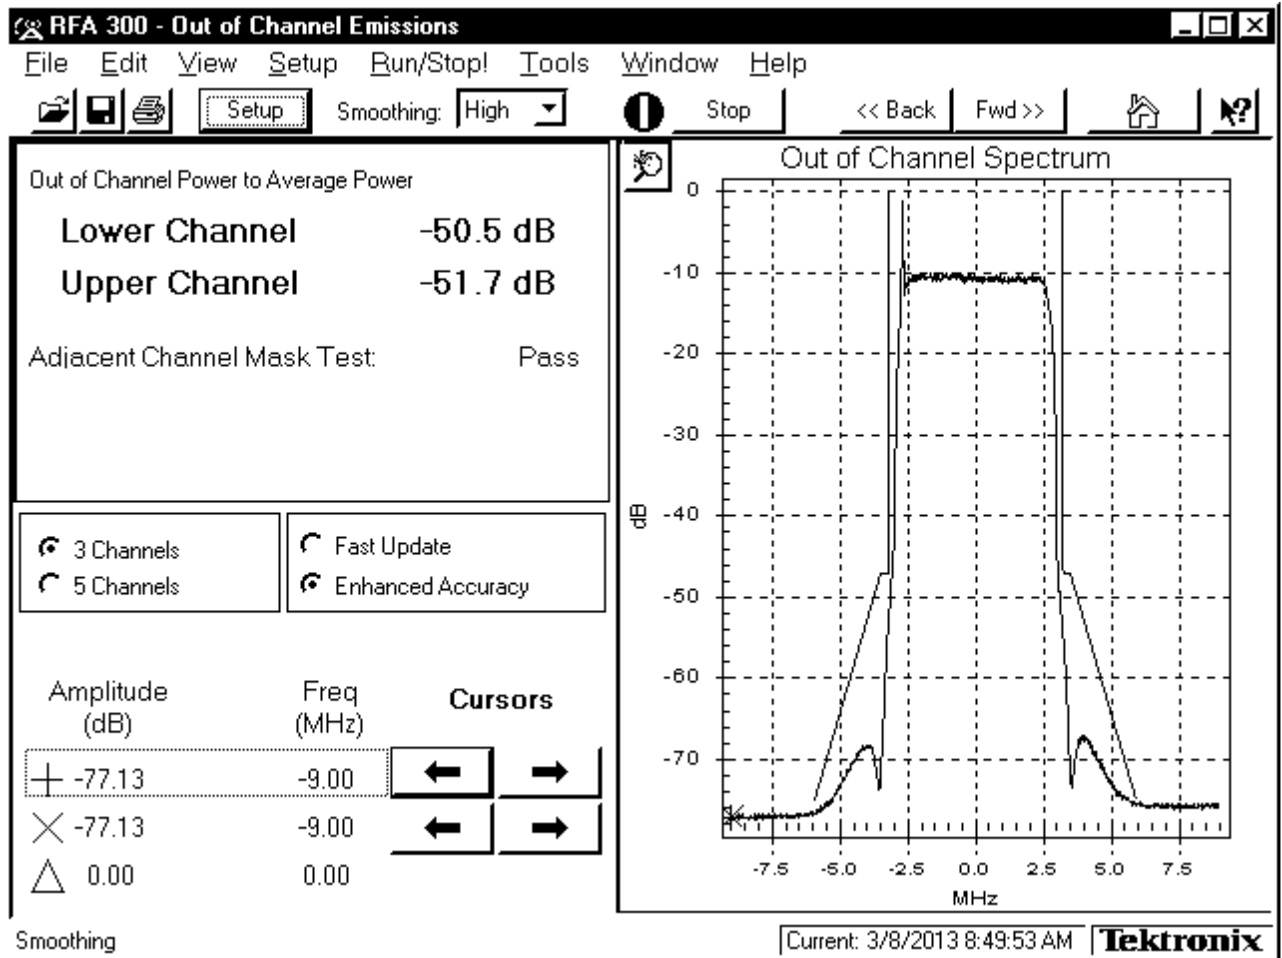 RFA 300 - Out of Channel Emissions
File Edit View Setup Run/Stop! Tools Window Help
Setup Smoothing: High Stop << Back Fwd >>
Out of Channel Power to Average Power
Lower Channel -50.5 dB
Upper Channel -51.7 dB
Adjacent Channel Mask Test: Pass
3 Channels
5 Channels
Fast Update
Enhanced Accuracy
Amplitude (dB) Freq (MHz) Cursors
-77.13 -9.00
-77.13 -9.00
0.00 0.00
Out of Channel Spectrum
0
-10
-20
-30
-40
-50
-60
-70
dB
-7.5 -5.0 -2.5 0.0 2.5 5.0 7.5
MHz
Smoothing
Current: 3/8/2013 8:49:53 AM
Tektronix